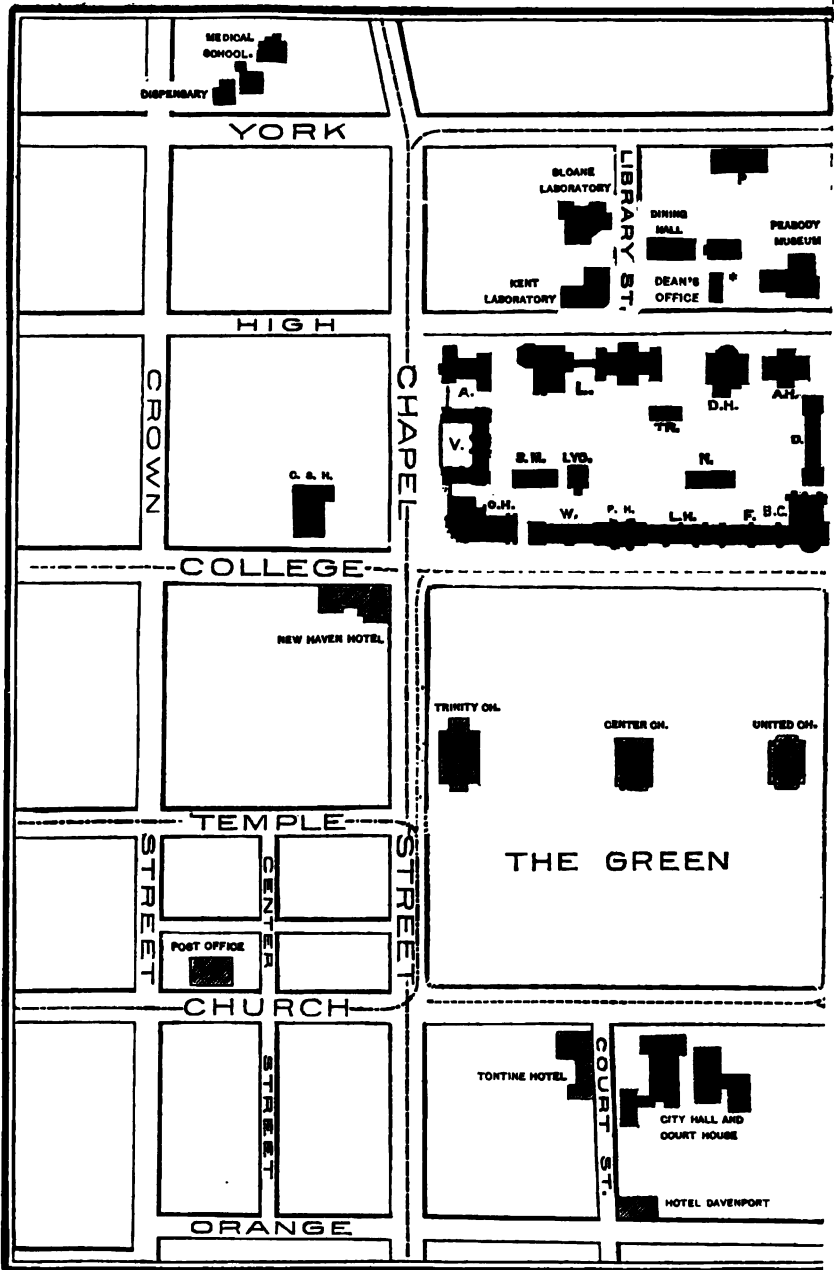 MEDICAL
SCHOOL.
DISPENSARY
YORK
SLOANE
LABORATORY
LIBRARY ST.
P
DINING
HALL
PEABODY
MUSEUM
KENT
LABORATORY
DEAN'S
OFFICE
*
HIGH
CROWN
CHAPEL
A.
L.
D.H.
A.H.
TR.
V.
D.
S.M.
LYC.
N.
C. S. H.
O.H.
W.
P. H.
L.H.
F.
B.C.
COLLEGE
NEW HAVEN HOTEL
TRINITY CH.
CENTER CH.
UNITED CH.
TEMPLE
STREET
CENTER
STREET
THE GREEN
POST OFFICE
CHURCH
STREET
TONTINE HOTEL
COURT ST.
CITY HALL AND
COURT HOUSE
HOTEL DAVENPORT
ORANGE